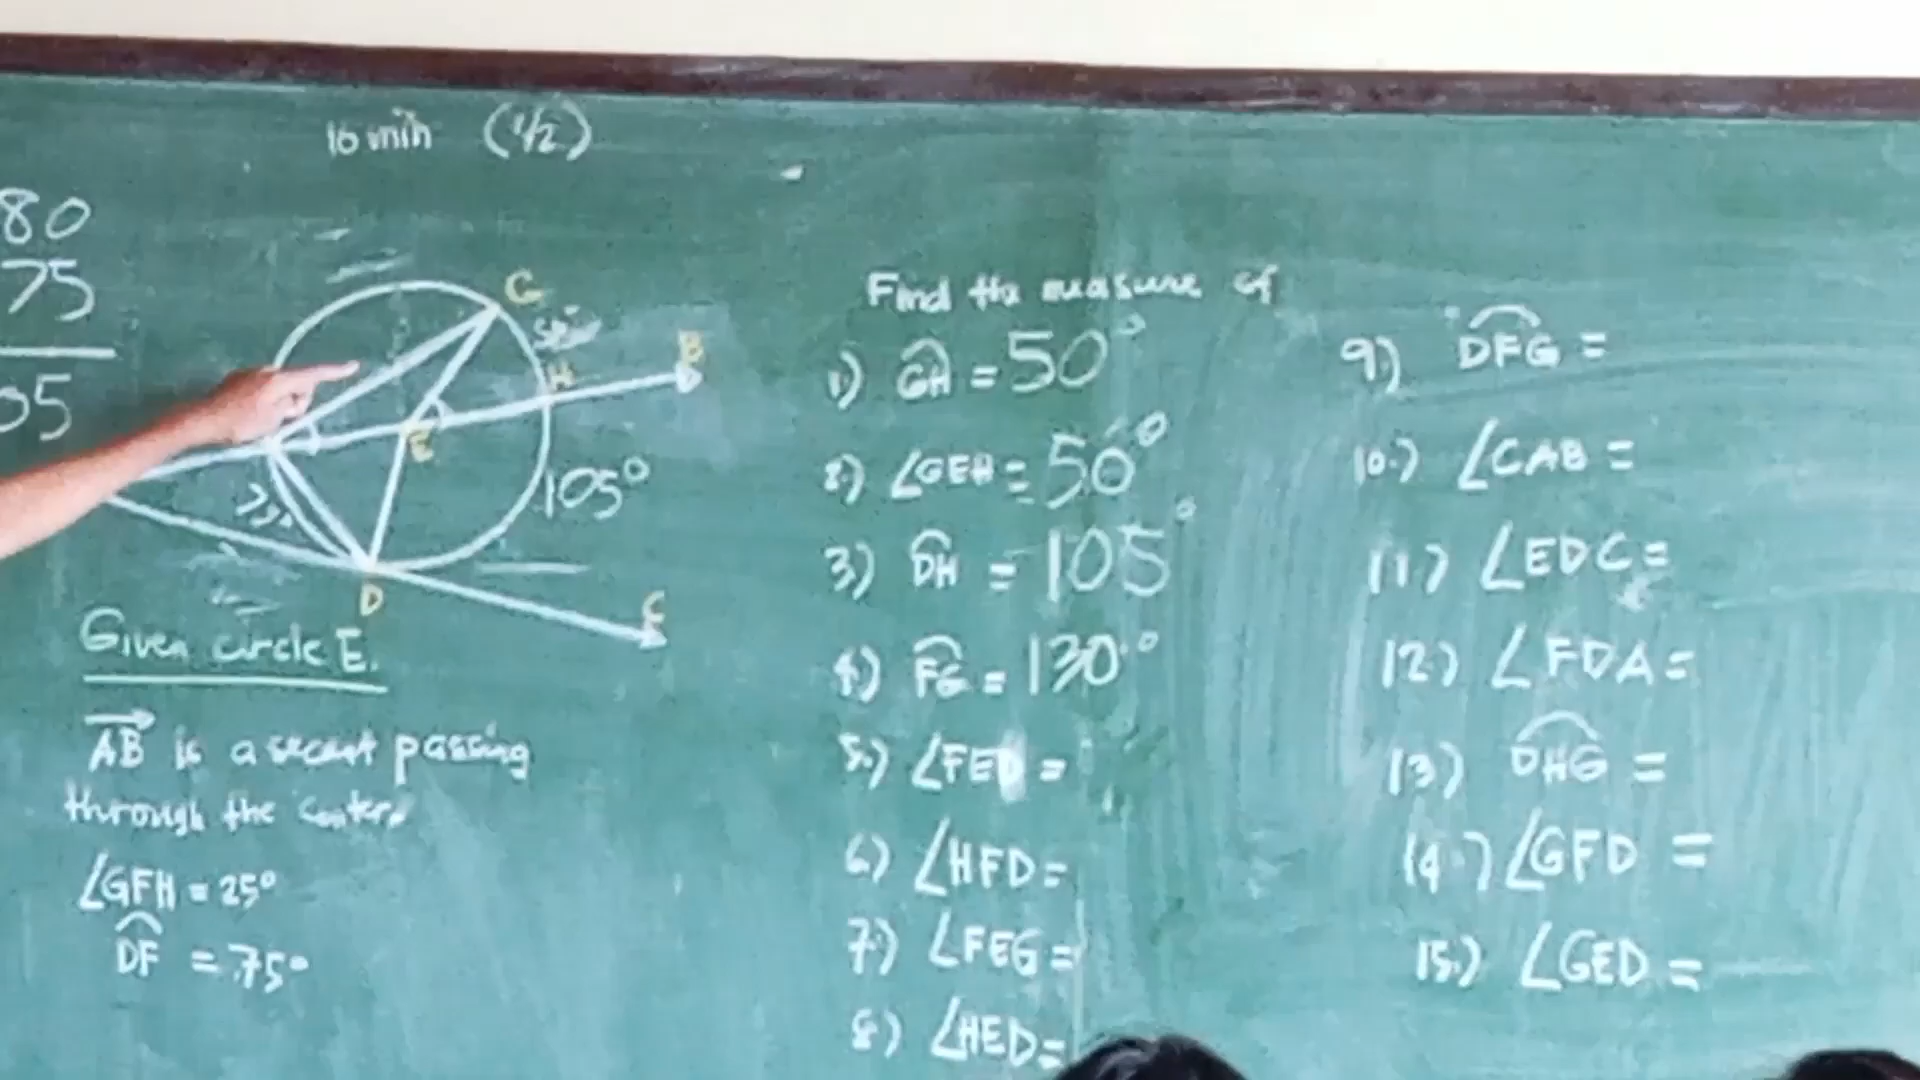 10 min (1/2)
80
75
05
G
50°
B
H
E
105°
75°
D
C
Given circle E.
AB is a secant passing
through the center.
∠GFH = 25°
DF = 75°
Find the measure of
1.) GH = 50°
2.) ∠GEH = 50°
3.) DH = 105°
4.) FG = 130°
5.) ∠FED =
6.) ∠HFD =
7.) ∠FEG =
8.) ∠HED =
9.) DFG =
10.) ∠CAB =
11.) ∠EDC =
12.) ∠FDA =
13.) DHG =
14.) ∠GFD =
15.) ∠GED =